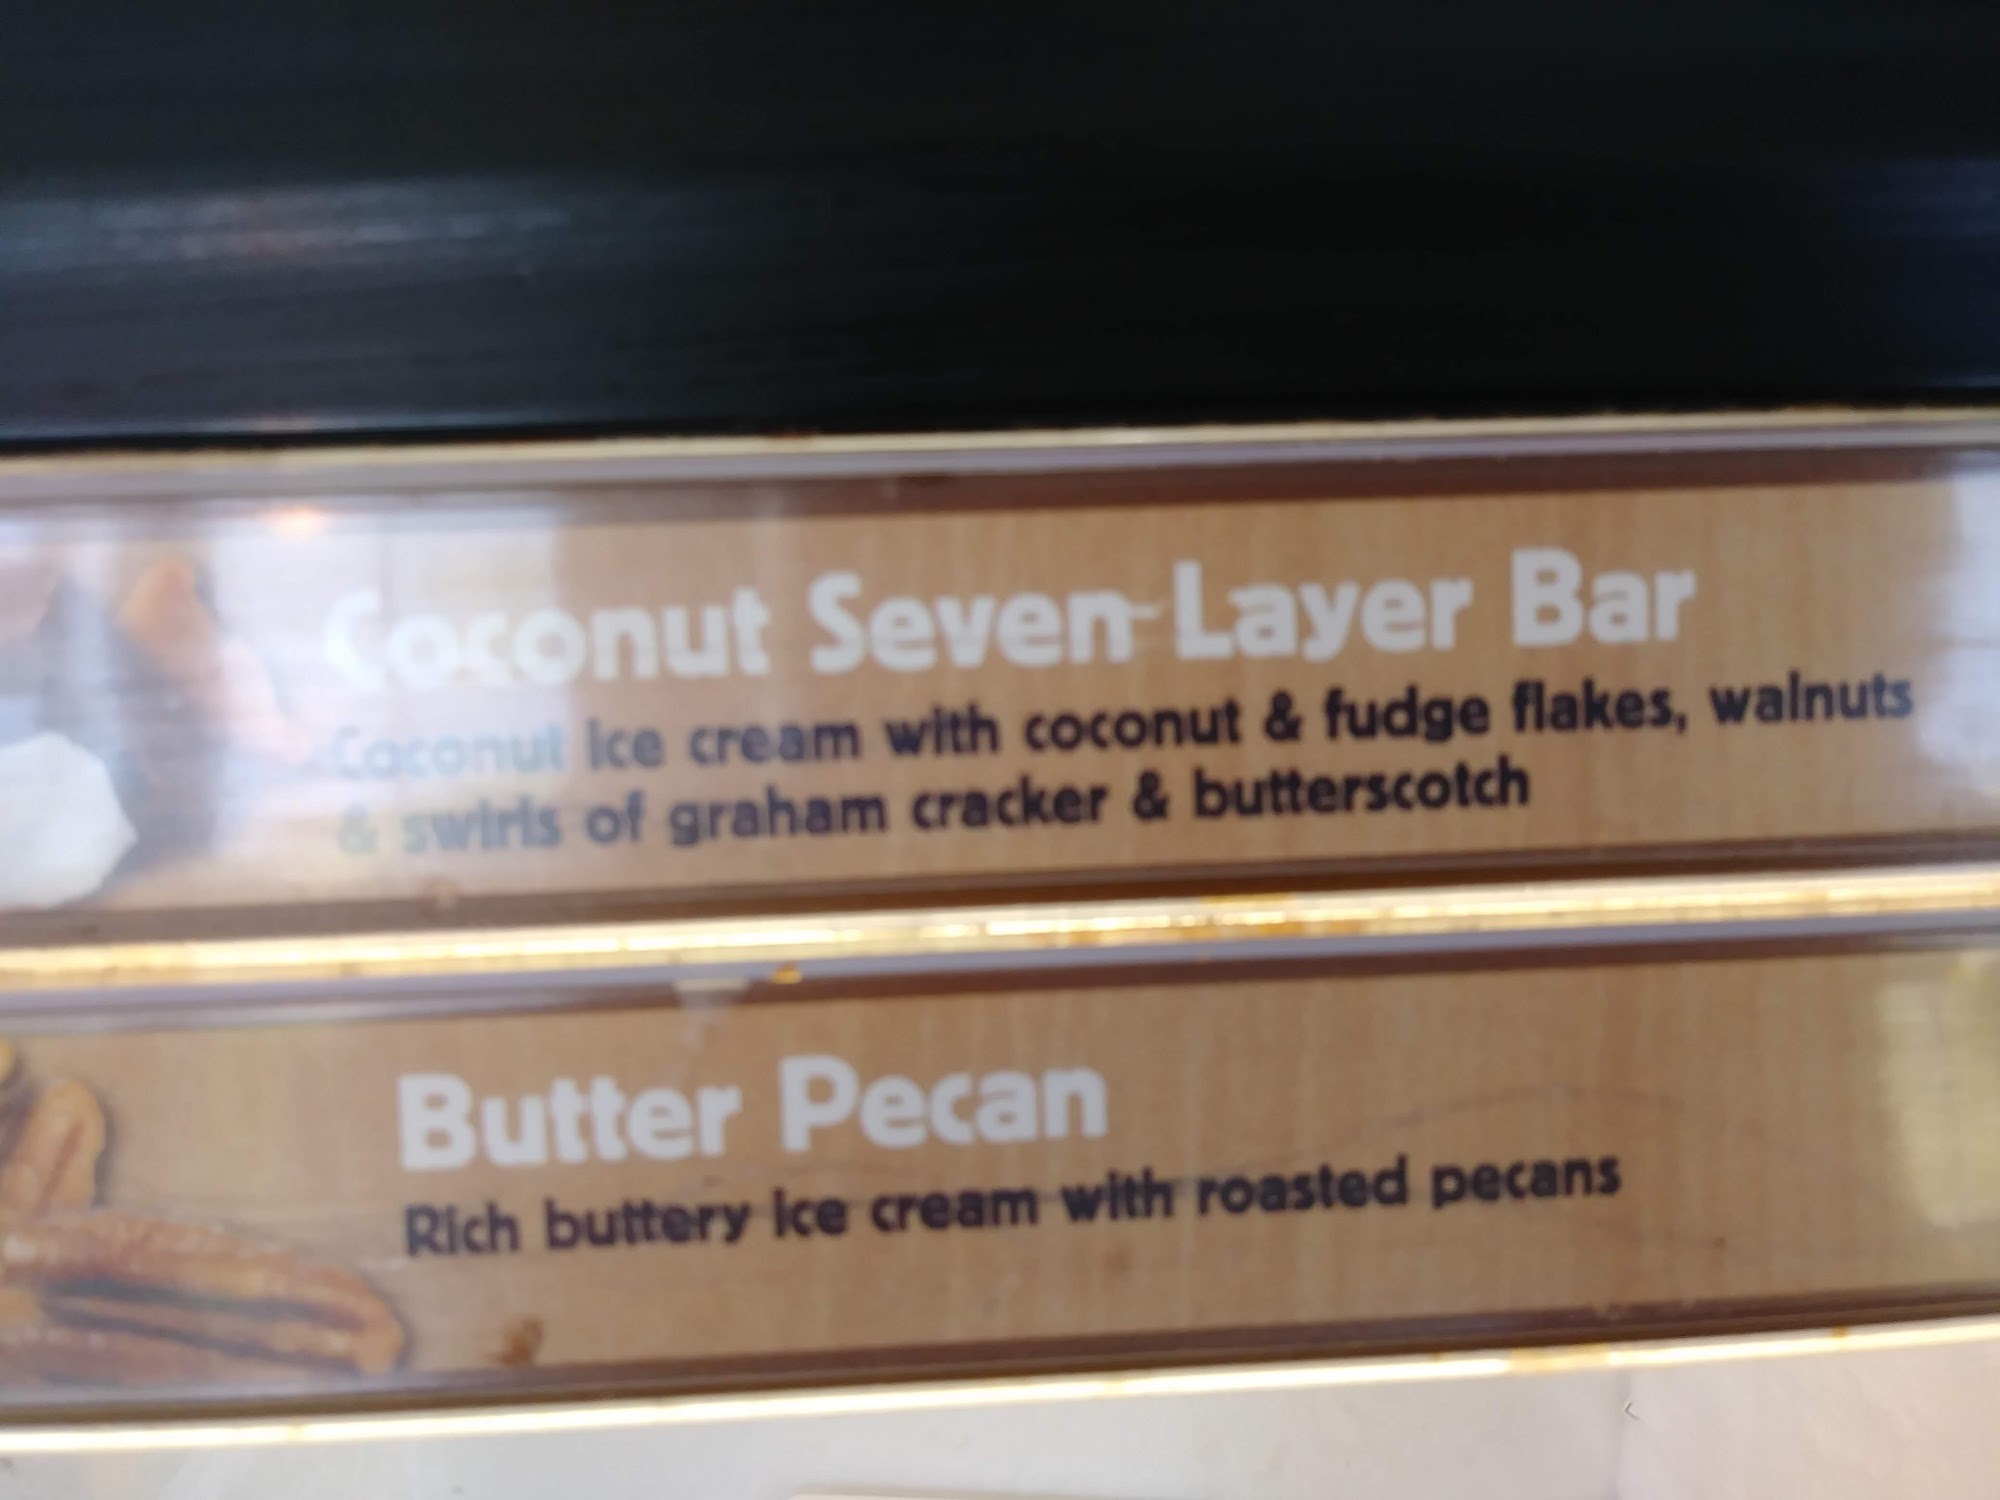 Coconut Seven Layer Bar
Coconut ice cream with coconut & fudge flakes, walnuts
& swirls of graham cracker & butterscotch
Butter Pecan
Rich buttery ice cream with roasted pecans